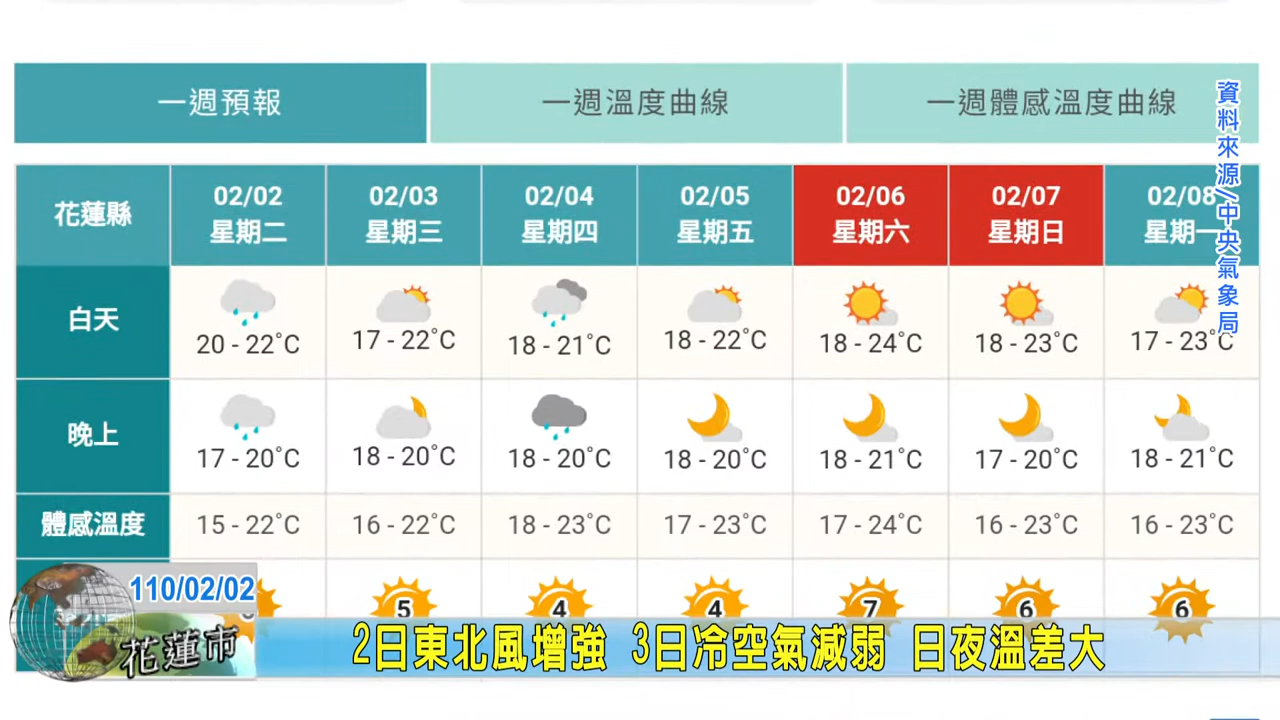 一週預報
一週溫度曲線
一週體感溫度曲線
資料來源/中央氣象局
花蓮縣
02/02 星期二
02/03 星期三
02/04 星期四
02/05 星期五
02/06 星期六
02/07 星期日
02/08 星期一
白天
20 - 22°C
17 - 22°C
18 - 21°C
18 - 22°C
18 - 24°C
18 - 23°C
17 - 23°C
晚上
17 - 20°C
18 - 20°C
18 - 20°C
18 - 20°C
18 - 21°C
17 - 20°C
18 - 21°C
體感溫度
15 - 22°C
16 - 22°C
18 - 23°C
17 - 23°C
17 - 24°C
16 - 23°C
16 - 23°C
5
4
4
7
6
6
110/02/02
花蓮市
2日東北風增強 3日冷空氣減弱 日夜溫差大